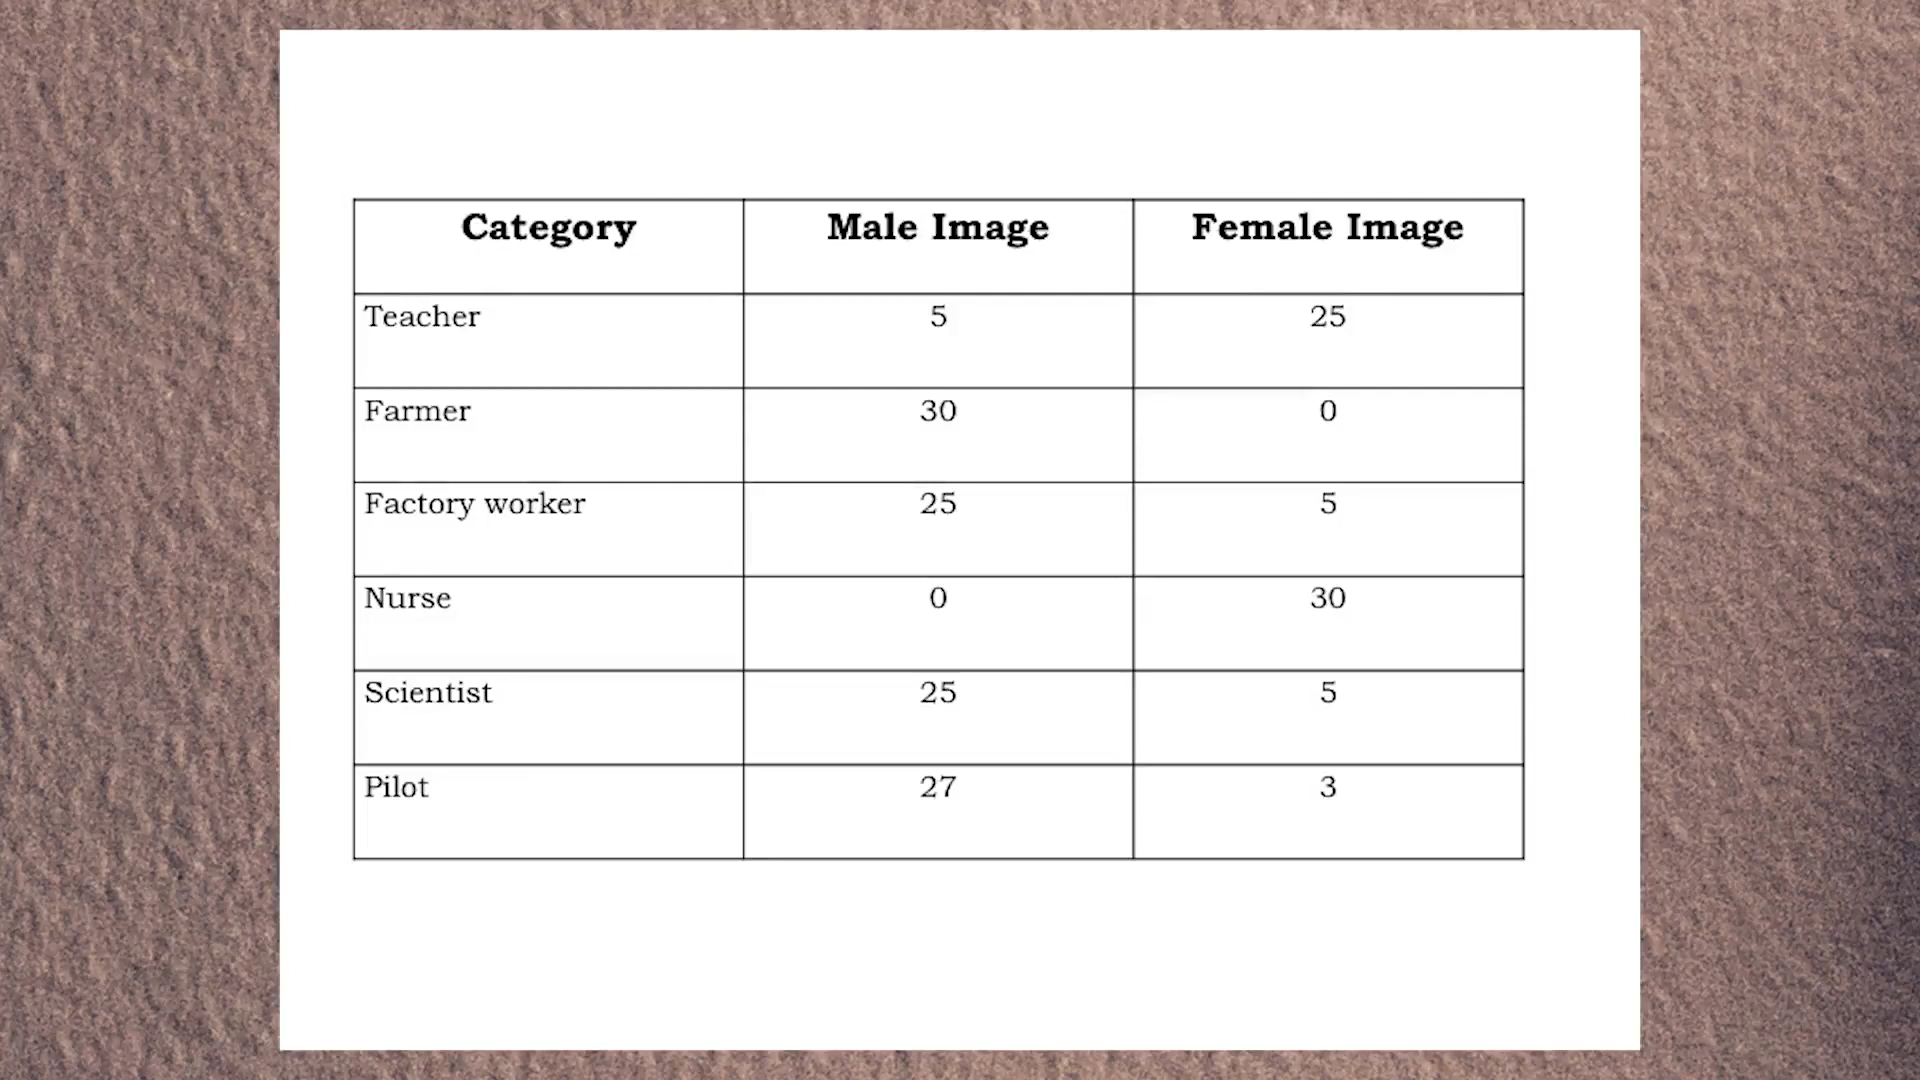 Category Male Image Female Image
Teacher 5 25
Farmer 30 0
Factory worker 25 5
Nurse 0 30
Scientist 25 5
Pilot 27 3